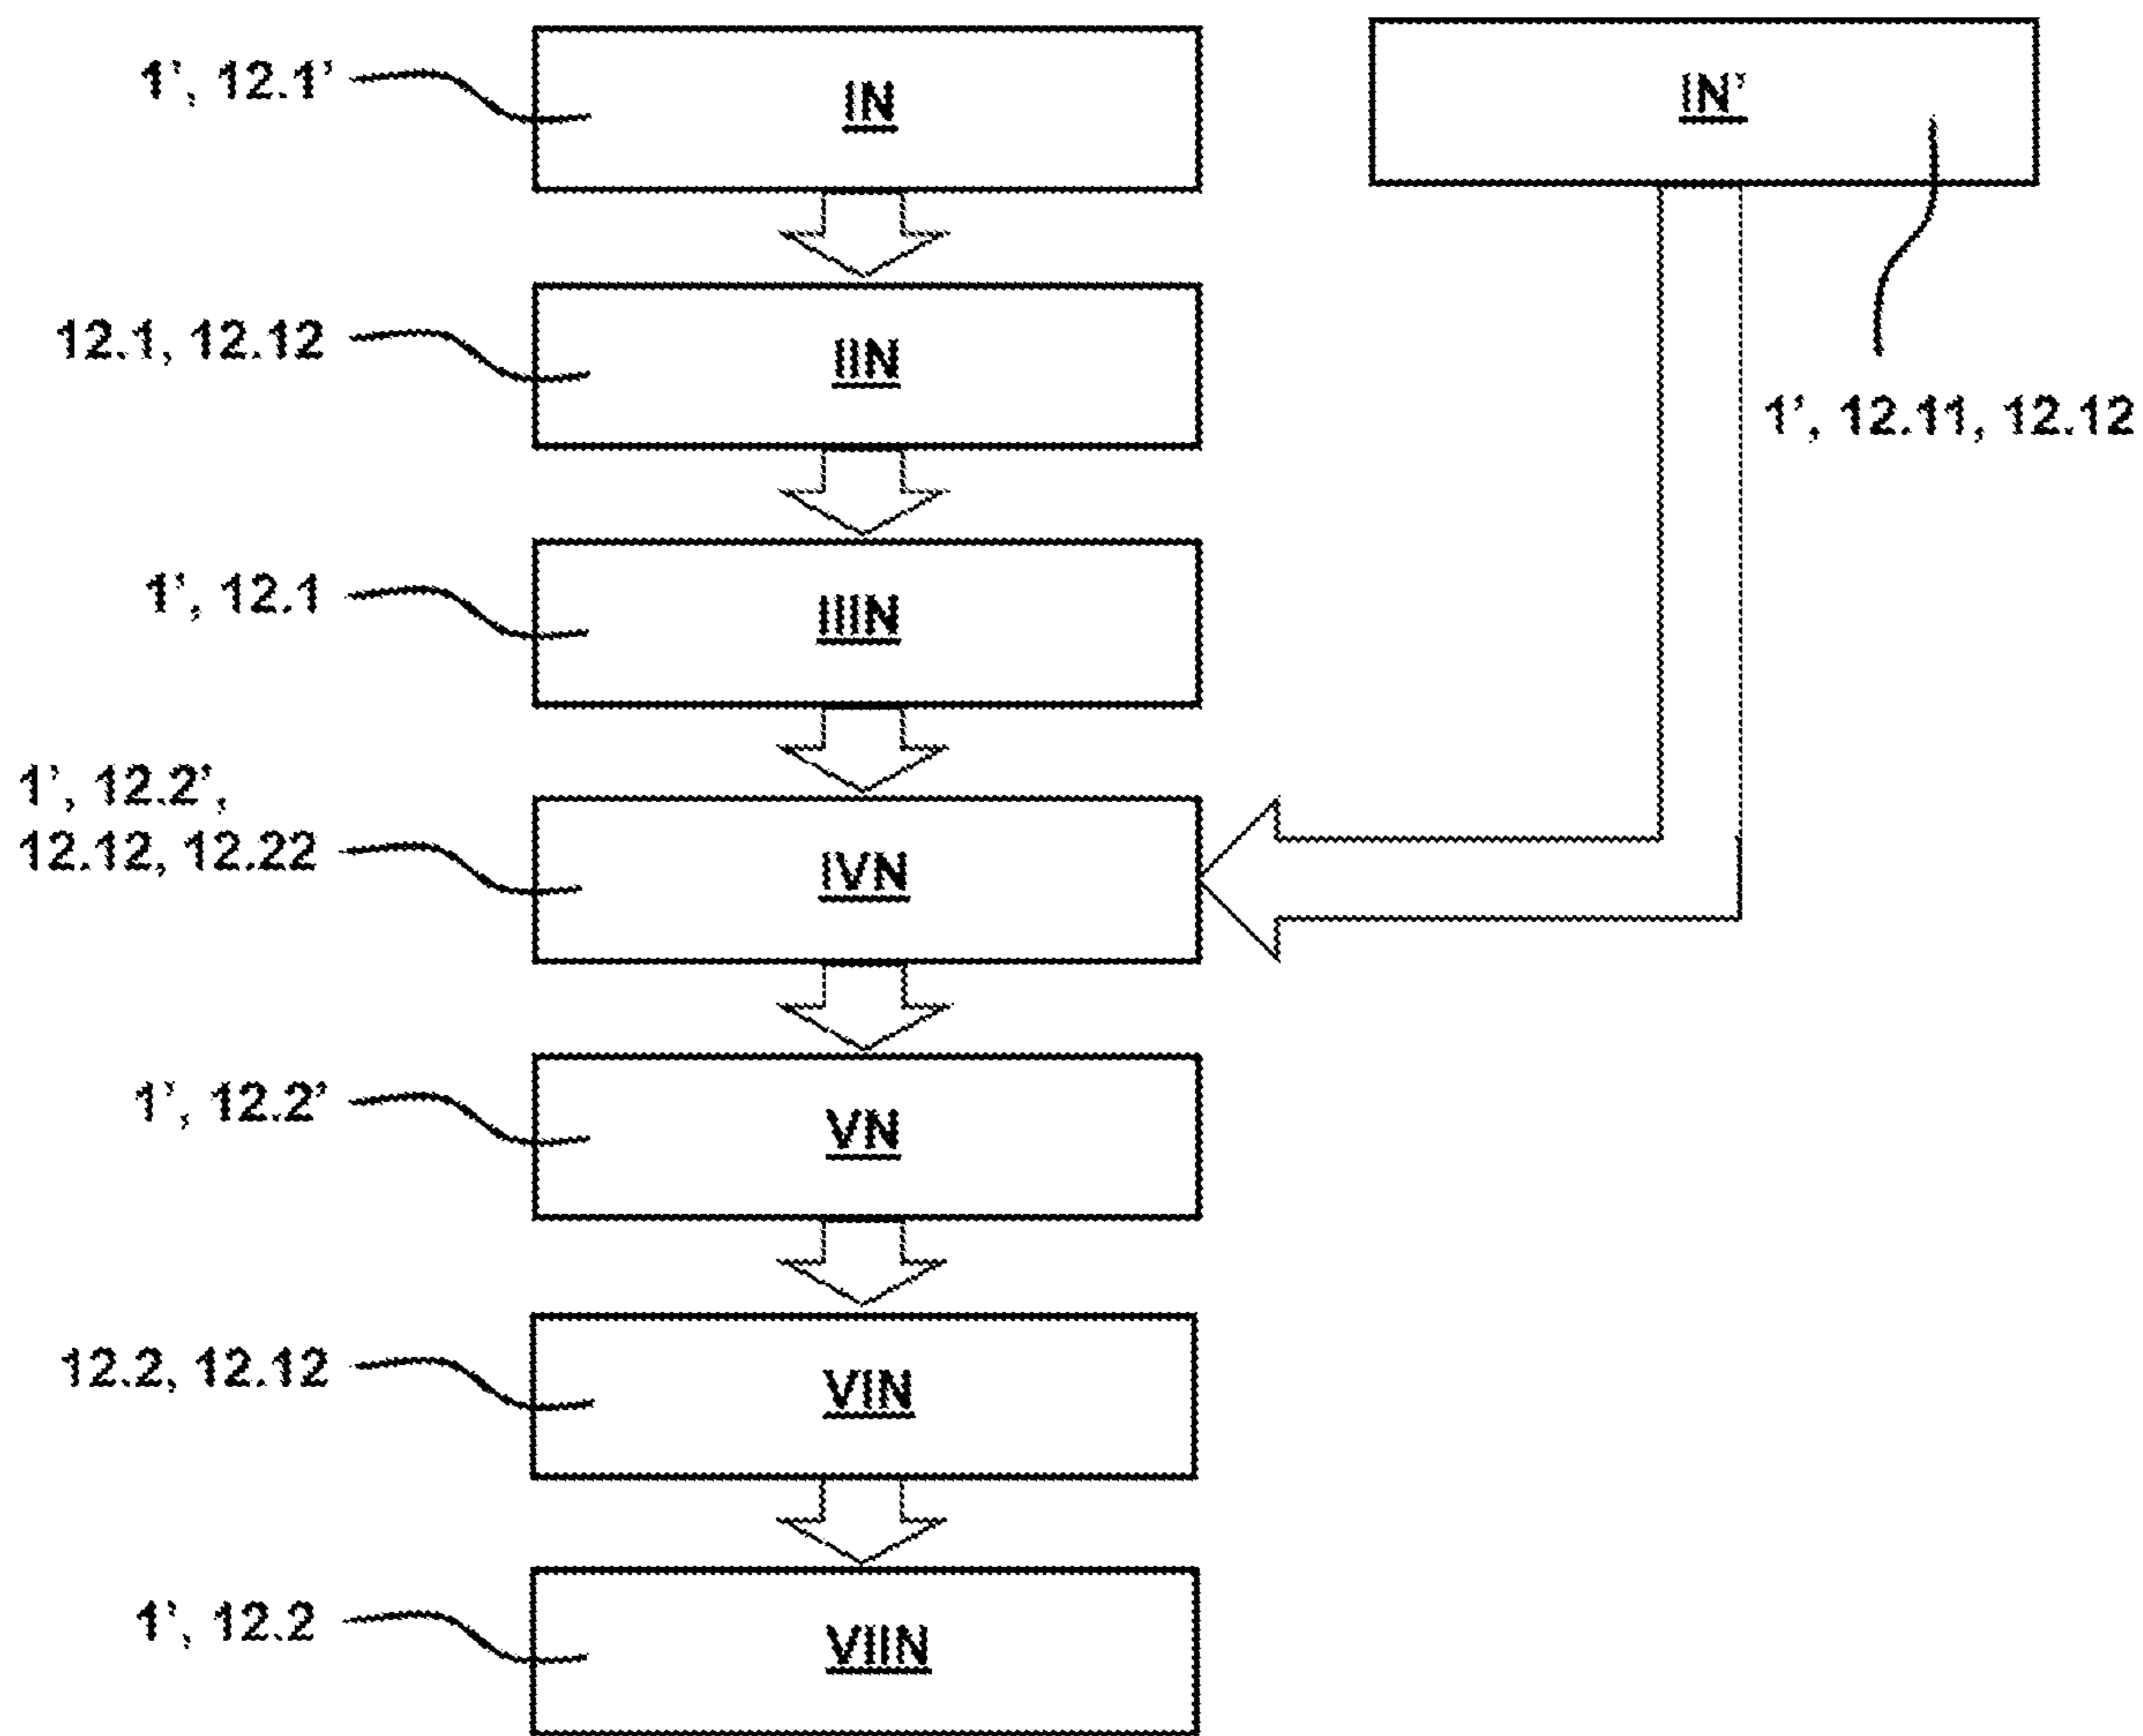 1’, 12.1’
IN
IN’
12.1, 12.12
IIN
1’, 12.11, 12.12
1’, 12.1
IIIN
1’, 12.2’,
12.12, 12.22
IVN
1’, 12.2’
VN
12.2, 12.12
VIN
1’, 12.2
VIIN